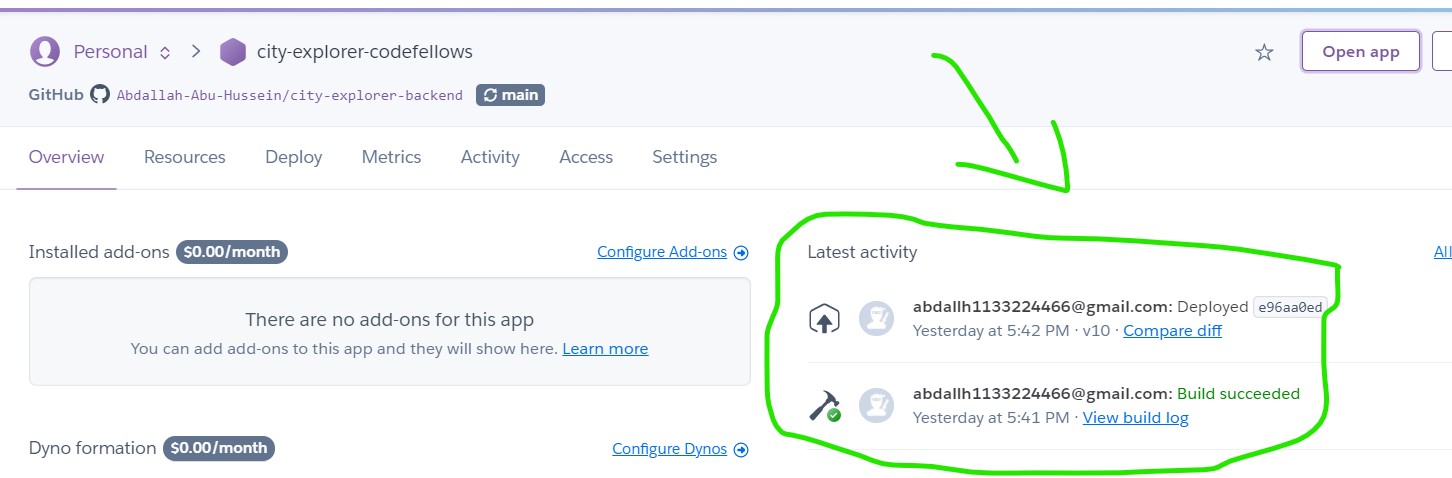 Personal city-explorer-codefellows Open app
GitHub Abdallah-Abu-Hussein/city-explorer-backend main
Overview Resources Deploy Metrics Activity Access Settings
Installed add-ons $0.00/month Configure Add-ons
There are no add-ons for this app
You can add add-ons to this app and they will show here. Learn more
Dyno formation $0.00/month Configure Dynos
Latest activity All
abdallh1133224466@gmail.com: Deployed e96aa0ed
Yesterday at 5:42 PM · v10 · Compare diff
abdallh1133224466@gmail.com: Build succeeded
Yesterday at 5:41 PM · View build log